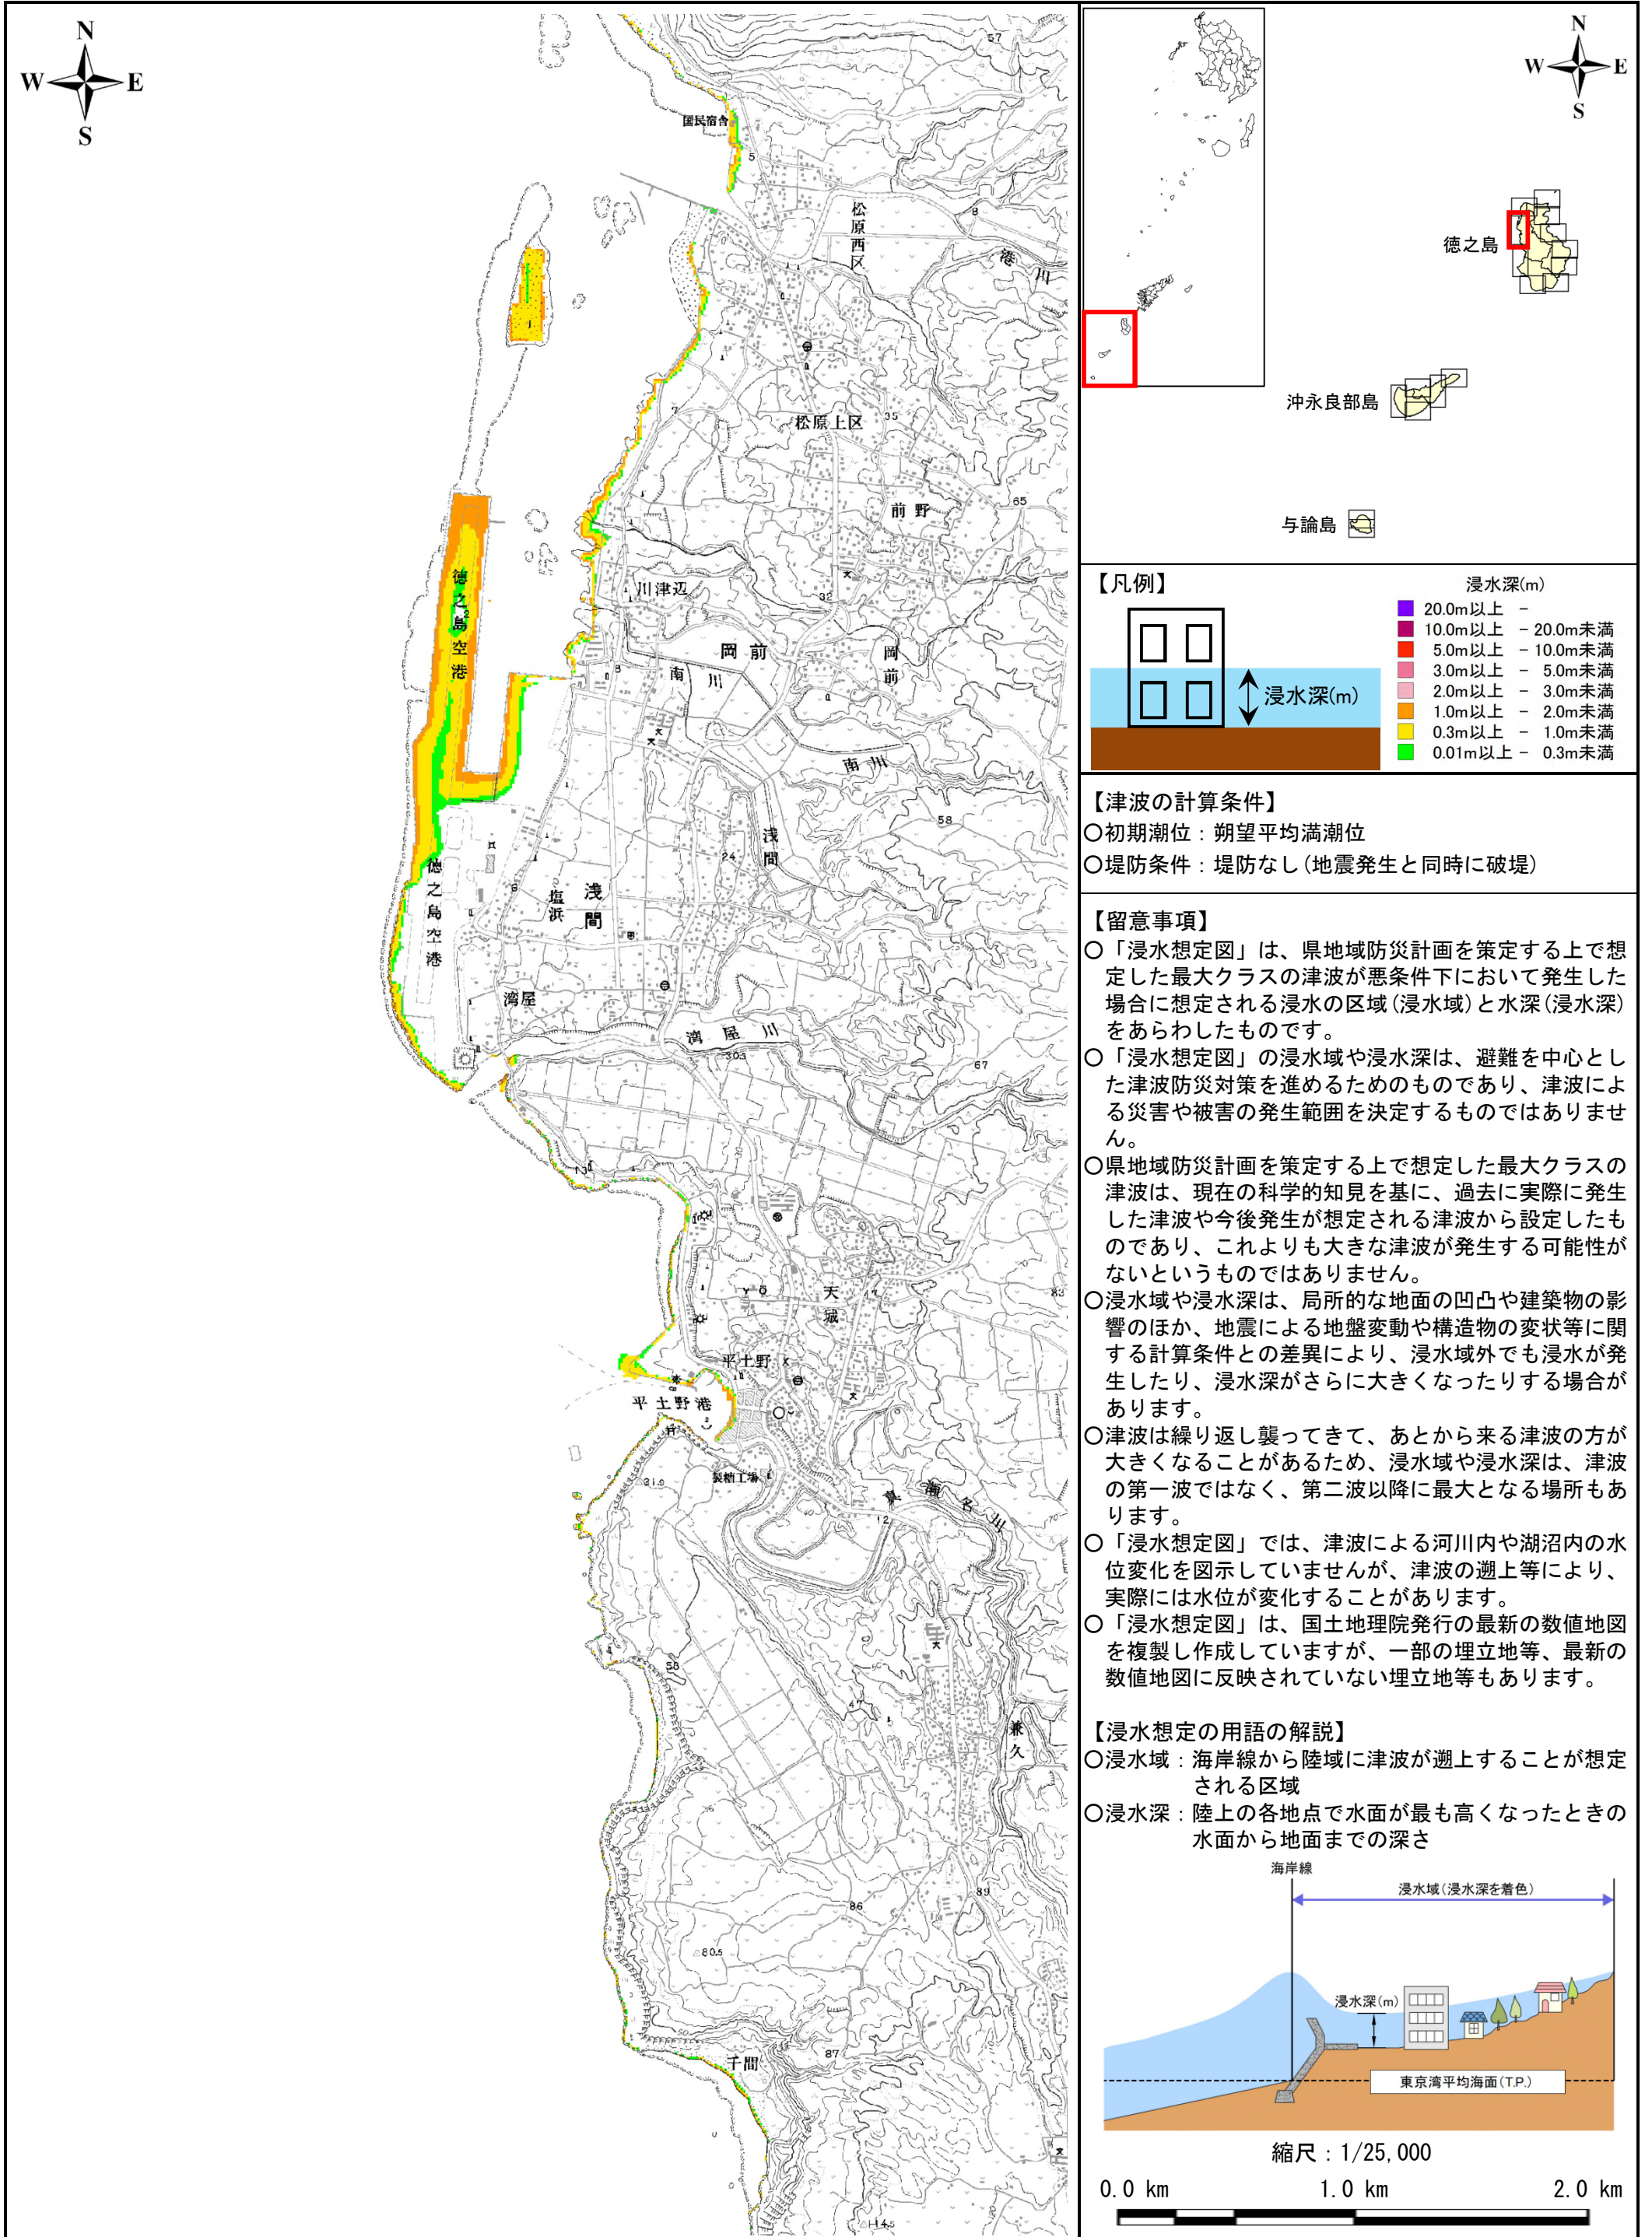 N
W E
S
国民宿舎
57
5
松原西区
8
港川
松原上区
35
7
前野
65
川津辺
32
徳之島空港
2
岡前
岡前
南川
8
南川
58
浅間
24
徳之島空港
6
塩浜
浅間
湾屋
湾屋川
30.3
67
13
天城
83
平土野
平土野港
2
製糖工場
31.9
真瀬名川
12
58
47
兼久
89
86
80.5
千間
87
114.5
N
W E
S
徳之島
沖永良部島
与論島
【凡例】
浸水深(m)
浸水深(m)
20.0m以上 －
10.0m以上 － 20.0m未満
5.0m以上 － 10.0m未満
3.0m以上 － 5.0m未満
2.0m以上 － 3.0m未満
1.0m以上 － 2.0m未満
0.3m以上 － 1.0m未満
0.01m以上 － 0.3m未満
【津波の計算条件】
○初期潮位：朔望平均満潮位
○堤防条件：堤防なし(地震発生と同時に破堤)
【留意事項】
○「浸水想定図」は、県地域防災計画を策定する上で想
定した最大クラスの津波が悪条件下において発生した
場合に想定される浸水の区域(浸水域)と水深(浸水深)
をあらわしたものです。
○「浸水想定図」の浸水域や浸水深は、避難を中心とし
た津波防災対策を進めるためのものであり、津波によ
る災害や被害の発生範囲を決定するものではありませ
ん。
○県地域防災計画を策定する上で想定した最大クラスの
津波は、現在の科学的知見を基に、過去に実際に発生
した津波や今後発生が想定される津波から設定したも
のであり、これよりも大きな津波が発生する可能性が
ないというものではありません。
○浸水域や浸水深は、局所的な地面の凹凸や建築物の影
響のほか、地震による地盤変動や構造物の変状等に関
する計算条件との差異により、浸水域外でも浸水が発
生したり、浸水深がさらに大きくなったりする場合が
あります。
○津波は繰り返し襲ってきて、あとから来る津波の方が
大きくなることがあるため、浸水域や浸水深は、津波
の第一波ではなく、第二波以降に最大となる場所もあ
ります。
○「浸水想定図」では、津波による河川内や湖沼内の水
位変化を図示していませんが、津波の遡上等により、
実際には水位が変化することがあります。
○「浸水想定図」は、国土地理院発行の最新の数値地図
を複製し作成していますが、一部の埋立地等、最新の
数値地図に反映されていない埋立地等もあります。
【浸水想定の用語の解説】
○浸水域：海岸線から陸域に津波が遡上することが想定
される区域
○浸水深：陸上の各地点で水面が最も高くなったときの
水面から地面までの深さ
海岸線
浸水域(浸水深を着色)
浸水深(m)
東京湾平均海面(T.P.)
縮尺：1/25,000
0.0 km 1.0 km 2.0 km